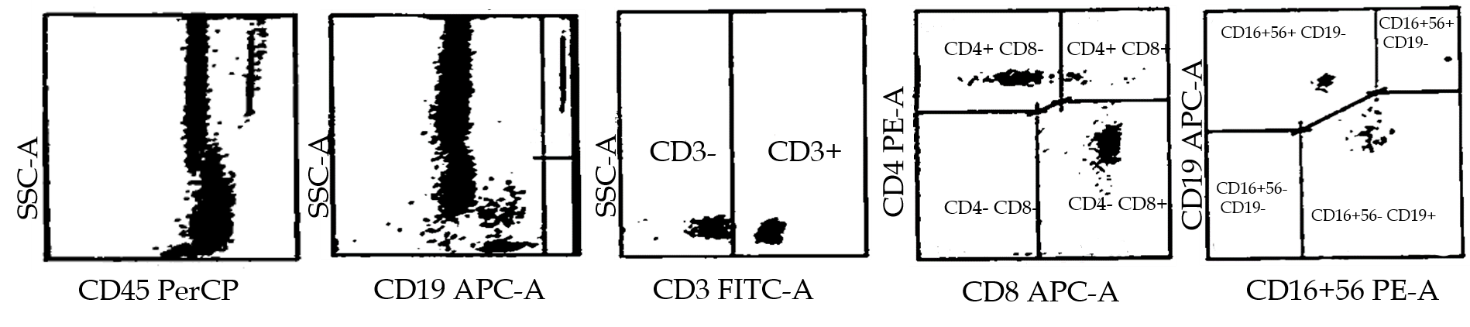 SSC-A
CD45 PerCP
SSC-A
CD19 APC-A
SSC-A
CD3-
CD3+
CD3 FITC-A
CD4 PE-A
CD4+ CD8-
CD4+ CD8+
CD4- CD8-
CD4- CD8+
CD8 APC-A
CD19 APC-A
CD16+56+ CD19-
CD16+56+
CD19-
CD16+56-
CD19-
CD16+56- CD19+
CD16+56 PE-A